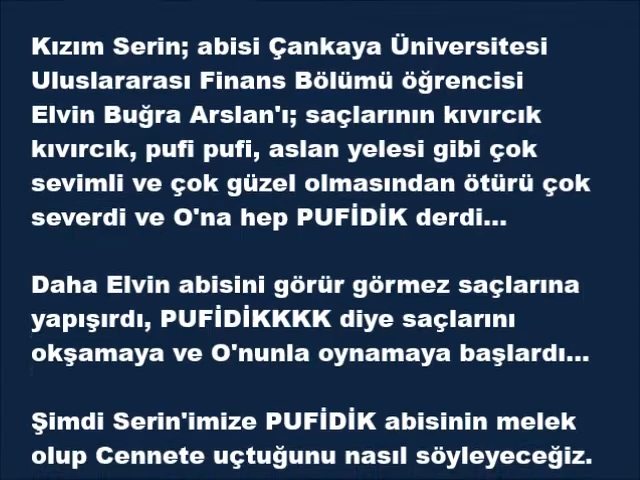 Kızım Serin; abisi Çankaya Üniversitesi
Uluslararası Finans Bölümü öğrencisi
Elvin Buğra Arslan'ı; saçlarının kıvırcık
kıvırcık, pufi pufi, aslan yelesi gibi çok
sevimli ve çok güzel olmasından ötürü çok
severdi ve O'na hep PUFİDİK derdi...
Daha Elvin abisini görür görmez saçlarına
yapışırdı, PUFİDİKKKK diye saçlarını
okşamaya ve O'nunla oynamaya başlardı...
Şimdi Serin'imize PUFİDİK abisinin melek
olup Cennete uçtuğunu nasıl söyleyeceğiz.